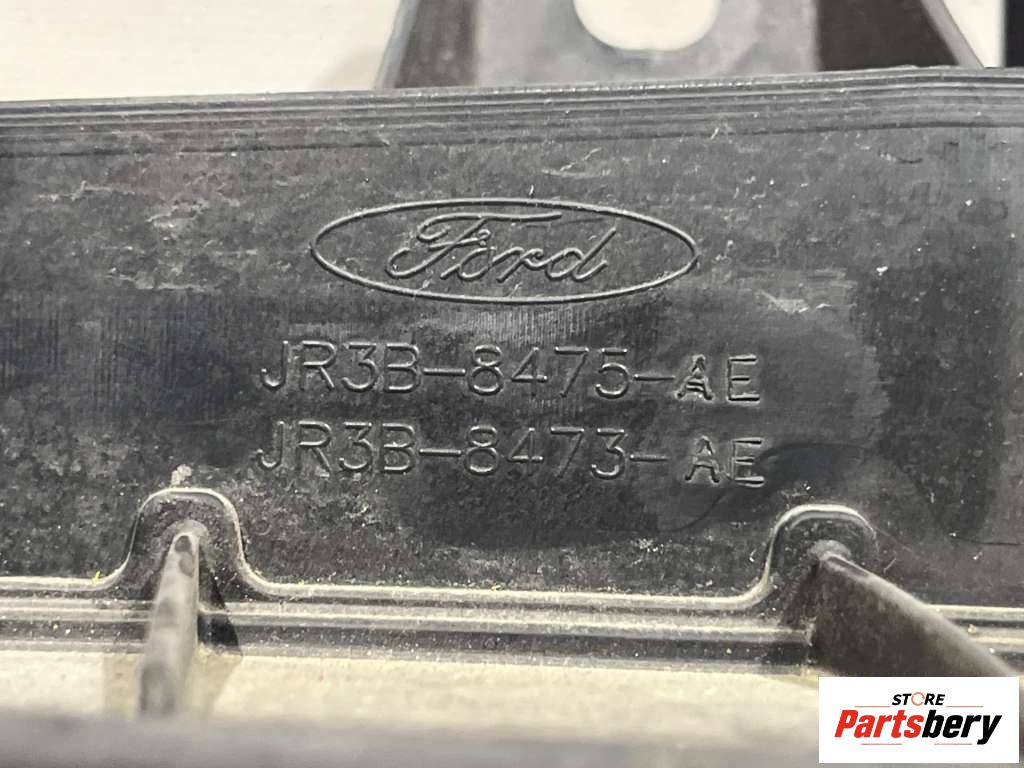 Ford
JR3B-8475-AE
JR3B-8473-AE
STORE
Partsbery